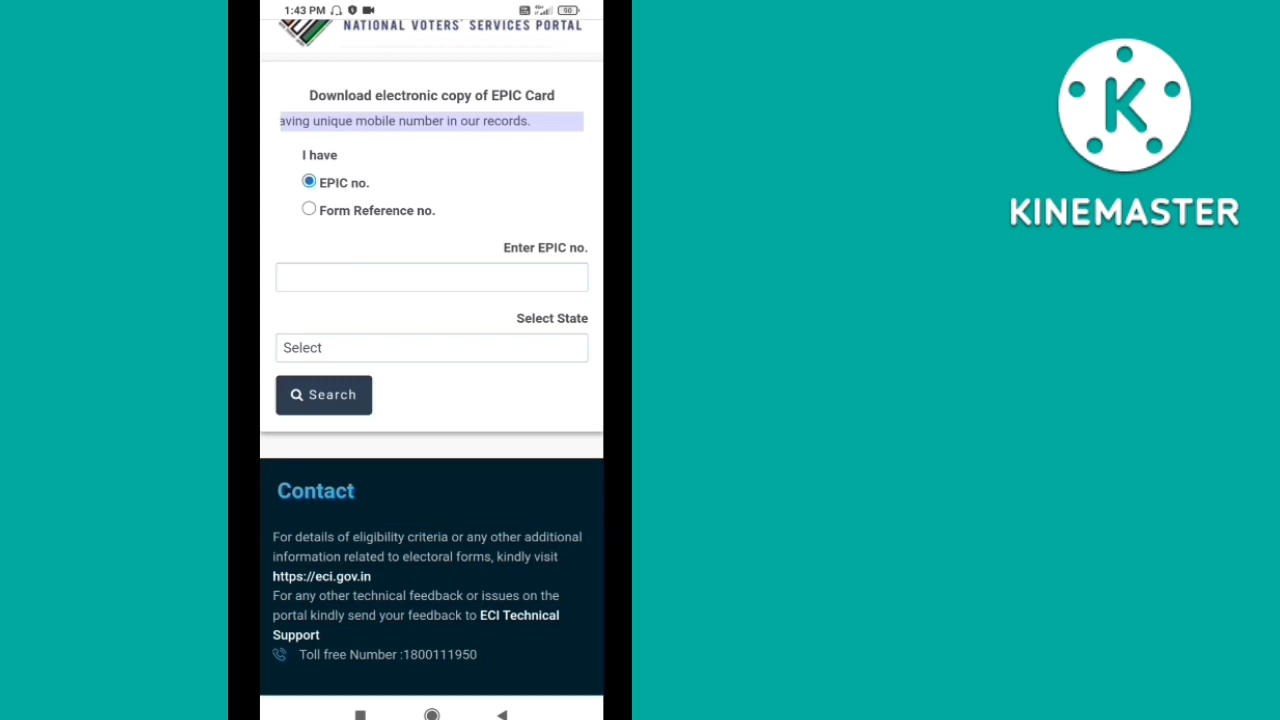 1:43 PM
90
NATIONAL VOTERS' SERVICES PORTAL
Download electronic copy of EPIC Card
aving unique mobile number in our records.
I have
EPIC no.
Form Reference no.
Enter EPIC no.
Select State
Select
Search
Contact
For details of eligibility criteria or any other additional
information related to electoral forms, kindly visit
https://eci.gov.in
For any other technical feedback or issues on the
portal kindly send your feedback to ECI Technical
Support
Toll free Number :1800111950
K
KINEMASTER